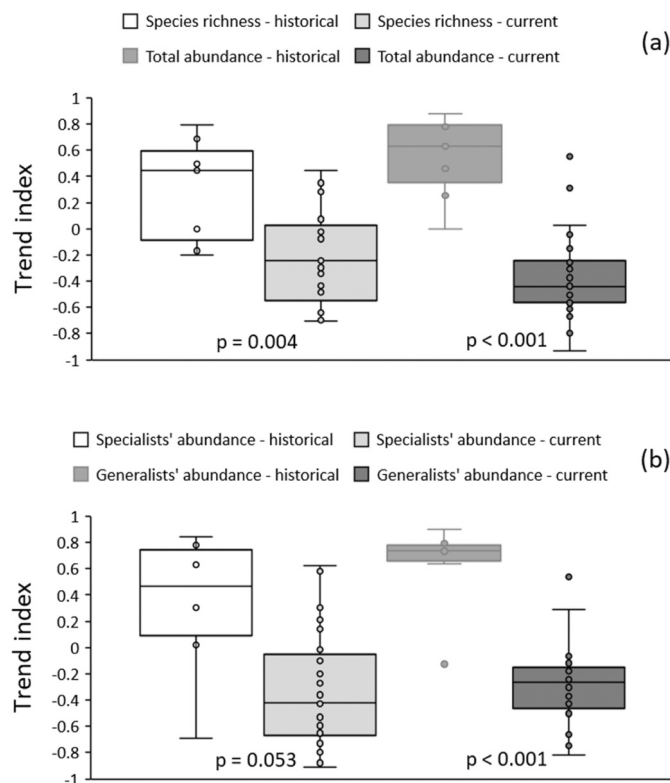 Species richness - historical Species richness - current
Total abundance - historical Total abundance - current
(a)
Trend index
1
0.8
0.6
0.4
0.2
0
-0.2
-0.4
-0.6
-0.8
-1
p = 0.004 p < 0.001
Specialists' abundance - historical Specialists' abundance - current
Generalists' abundance - historical Generalists' abundance - current
(b)
Trend index
1
0.8
0.6
0.4
0.2
0
-0.2
-0.4
-0.6
-0.8
-1
p = 0.053 p < 0.001